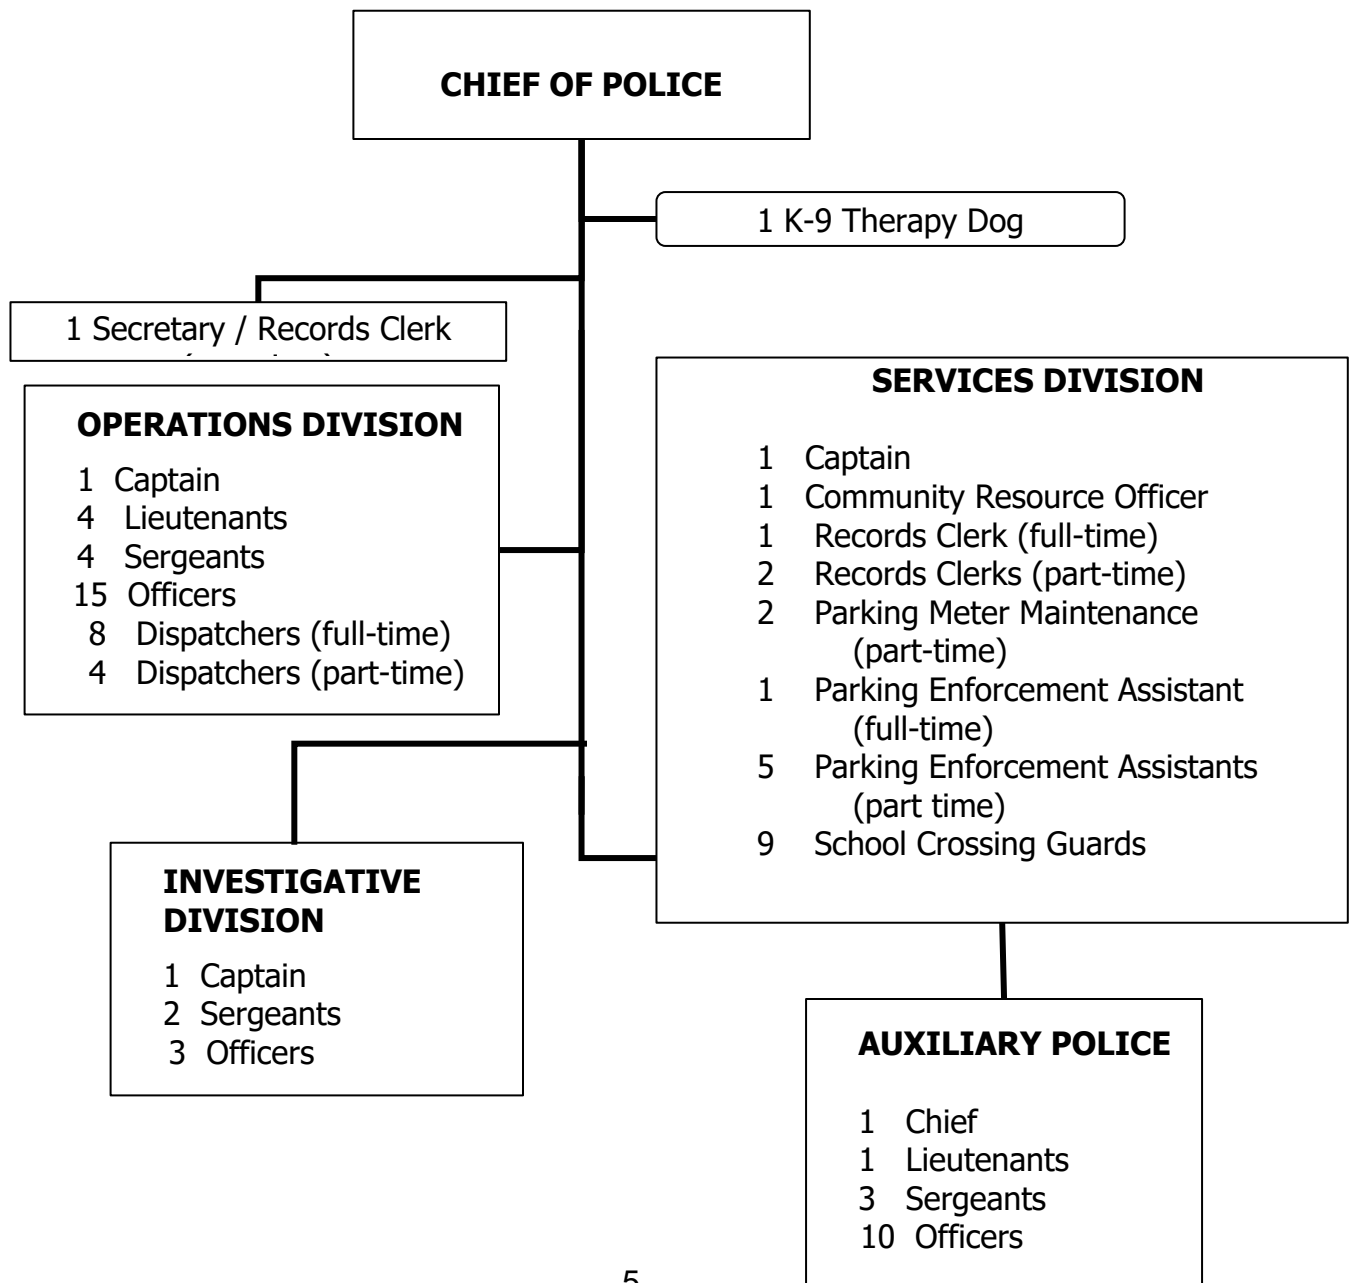 CHIEF OF POLICE
1 K-9 Therapy Dog
1 Secretary / Records Clerk
OPERATIONS DIVISION
1 Captain
4 Lieutenants
4 Sergeants
15 Officers
8 Dispatchers (full-time)
4 Dispatchers (part-time)
SERVICES DIVISION
1 Captain
1 Community Resource Officer
1 Records Clerk (full-time)
2 Records Clerks (part-time)
2 Parking Meter Maintenance
(part-time)
1 Parking Enforcement Assistant
(full-time)
5 Parking Enforcement Assistants
(part time)
9 School Crossing Guards
INVESTIGATIVE
DIVISION
1 Captain
2 Sergeants
3 Officers
AUXILIARY POLICE
1 Chief
1 Lieutenants
3 Sergeants
10 Officers
5